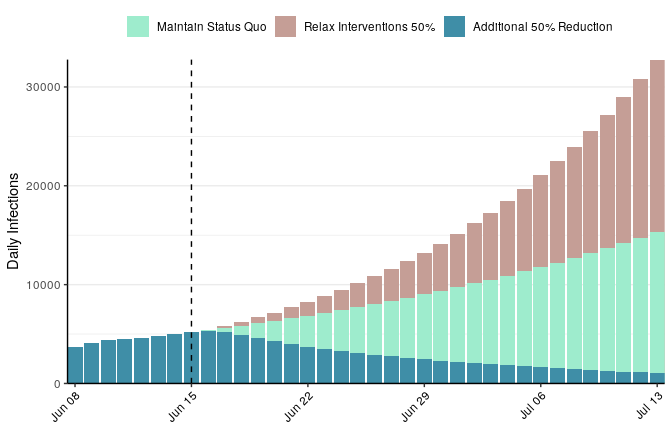 Maintain Status Quo Relax Interventions 50% Additional 50% Reduction
Daily Infections
30000
20000
10000
0
Jun 08 Jun 15 Jun 22 Jun 29 Jul 06 Jul 13